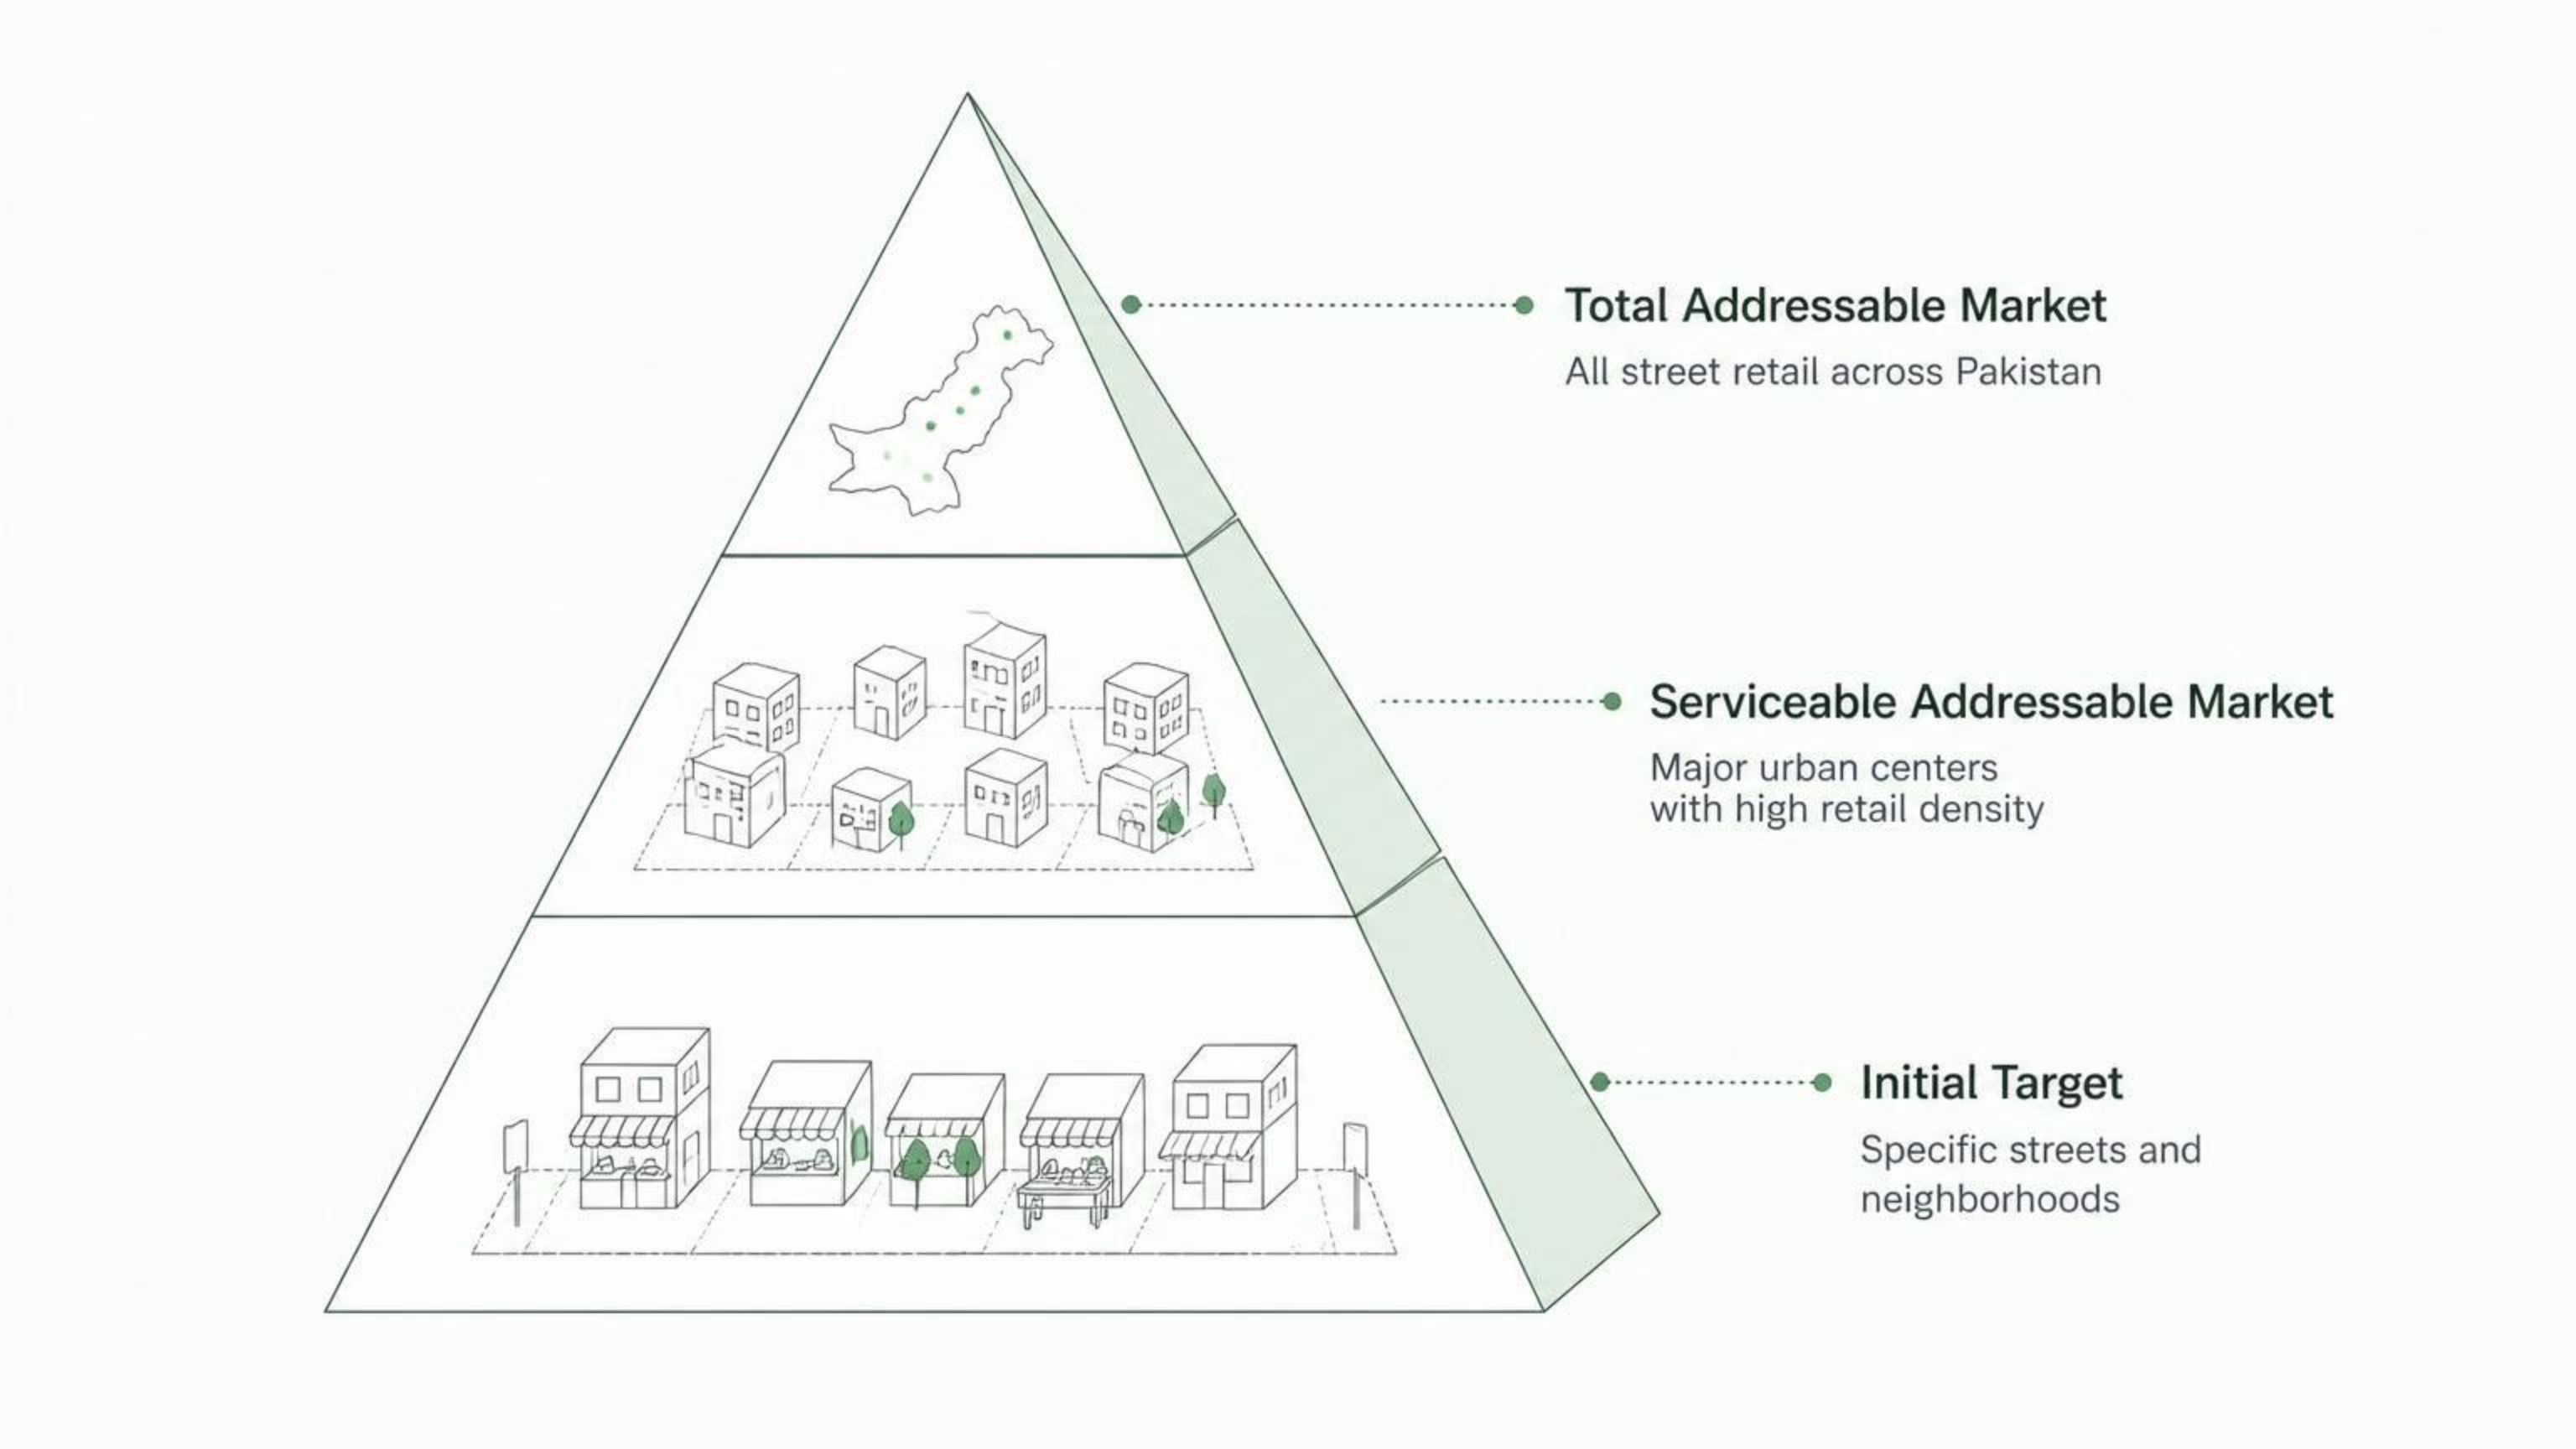 Total Addressable Market
All street retail across Pakistan
Serviceable Addressable Market
Major urban centers
with high retail density
Initial Target
Specific streets and
neighborhoods